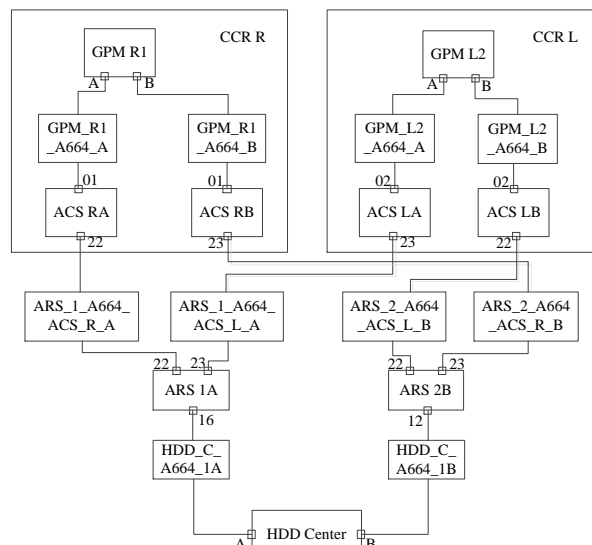 CCR R
CCR L
GPM R1
GPM L2
A
B
A
B
GPM_R1
_A664_A
GPM_R1
_A664_B
GPM_L2
_A664_A
GPM_L2
_A664_B
01
01
02
02
ACS RA
ACS RB
ACS LA
ACS LB
22
23
23
22
ARS_1_A664_
ACS_R_A
ARS_1_A664_
ACS_L_A
ARS_2_A664
_ACS_L_B
ARS_2_A664
_ACS_R_B
22
23
22
23
ARS 1A
ARS 2B
16
12
HDD_C_
A664_1A
HDD_C_
A664_1B
A
HDD Center
B